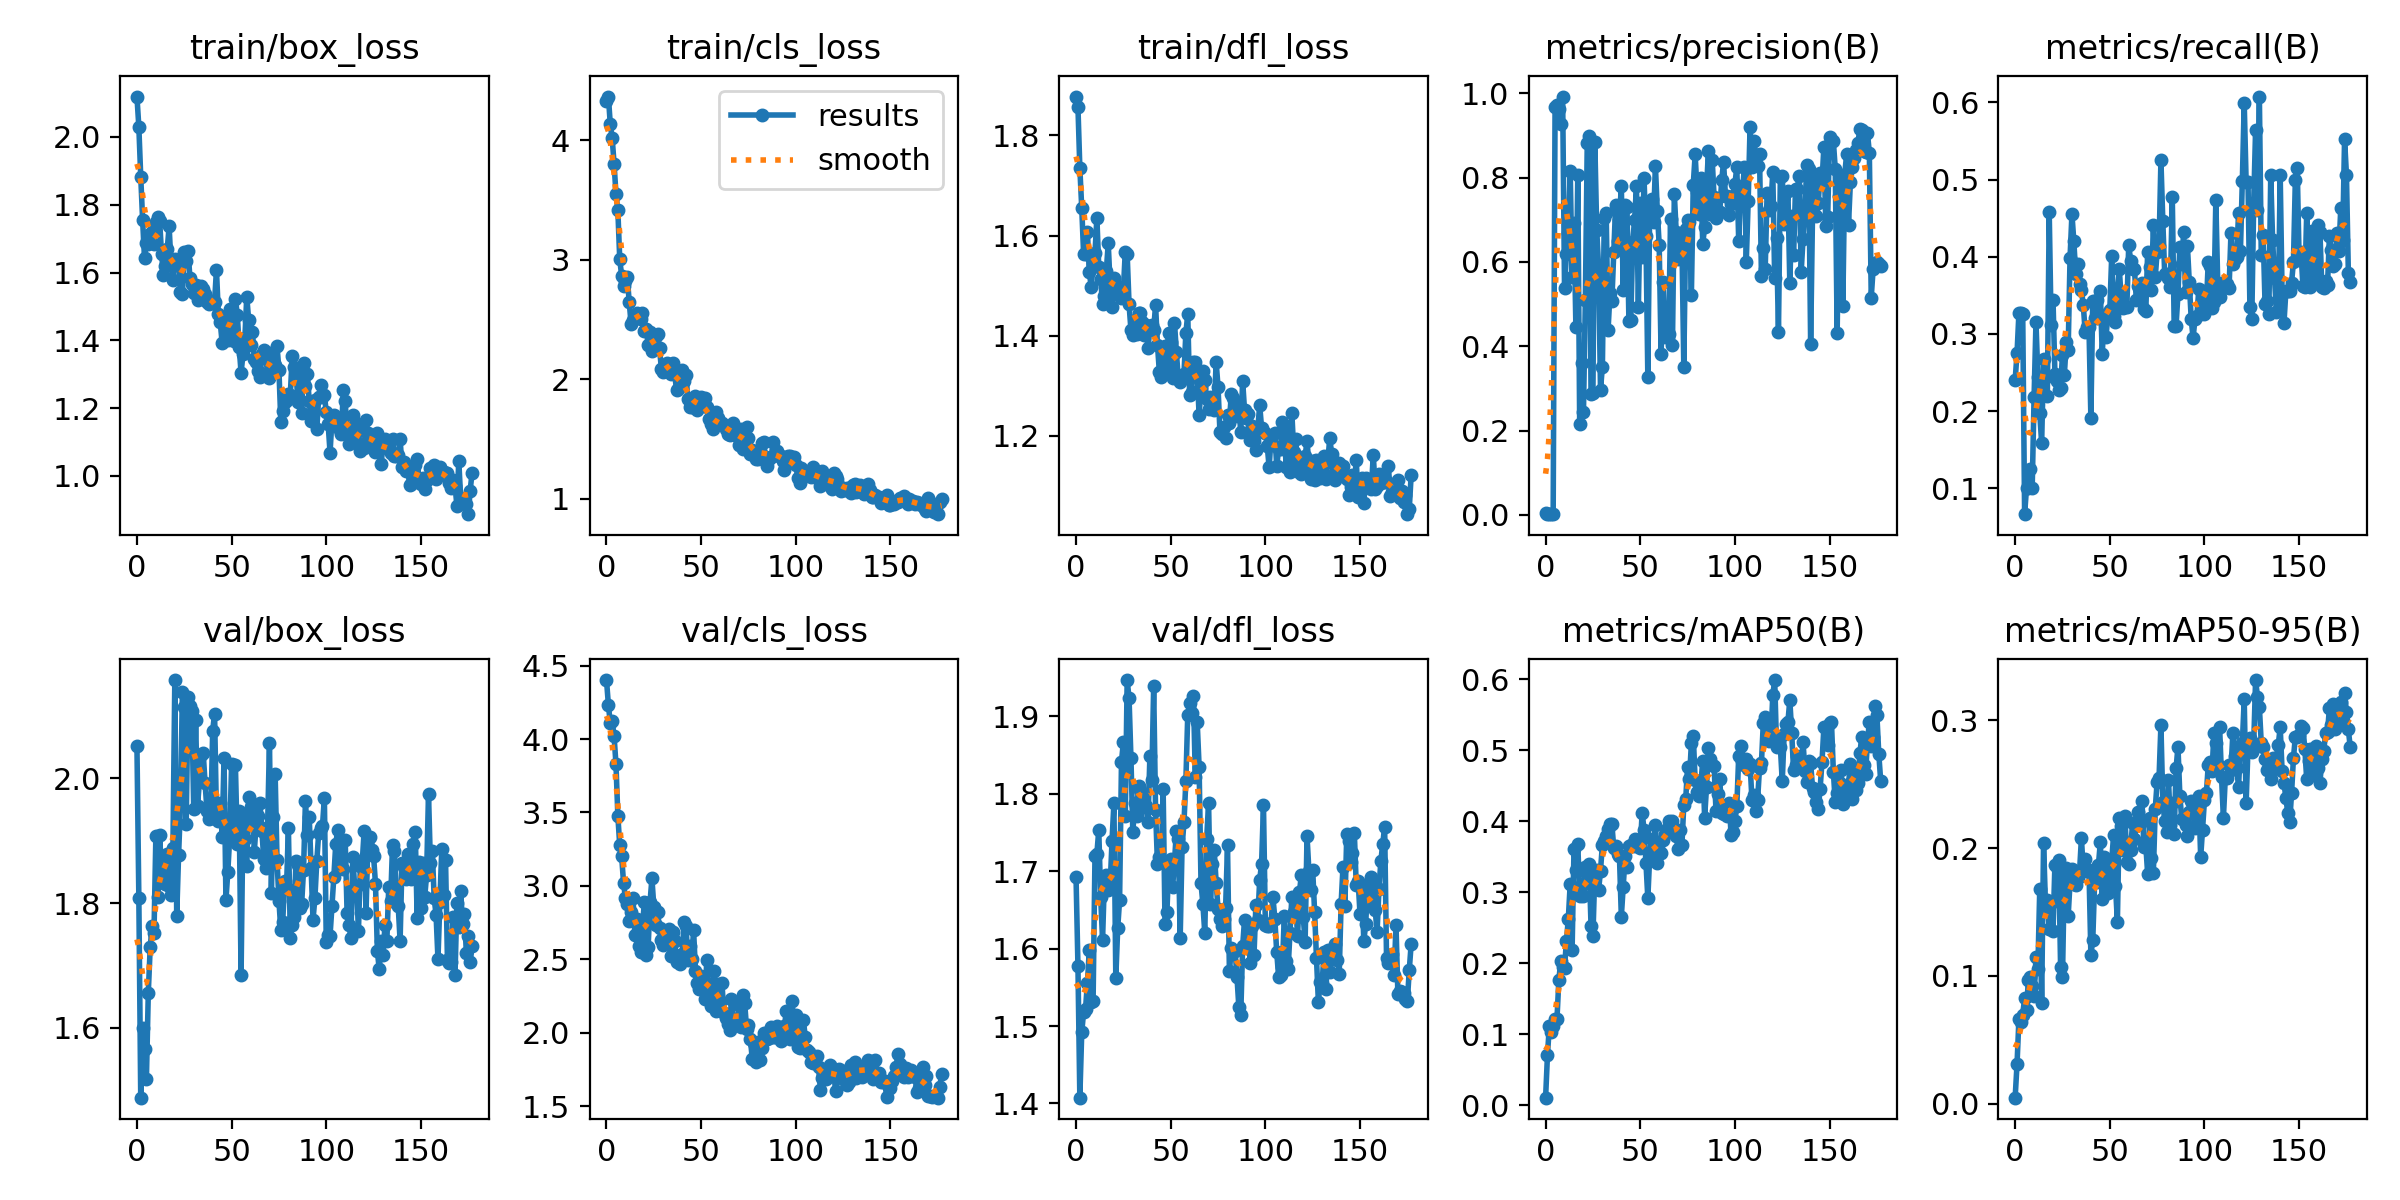 train/box_loss
2.0
1.8
1.6
1.4
1.2
1.0
0 50 100 150
train/cls_loss
results
smooth
4
3
2
1
0 50 100 150
train/dfl_loss
1.8
1.6
1.4
1.2
0 50 100 150
metrics/precision(B)
1.0
0.8
0.6
0.4
0.2
0.0
0 50 100 150
metrics/recall(B)
0.6
0.5
0.4
0.3
0.2
0.1
0 50 100 150
val/box_loss
2.0
1.8
1.6
0 50 100 150
val/cls_loss
4.5
4.0
3.5
3.0
2.5
2.0
1.5
0 50 100 150
val/dfl_loss
1.9
1.8
1.7
1.6
1.5
1.4
0 50 100 150
metrics/mAP50(B)
0.6
0.5
0.4
0.3
0.2
0.1
0.0
0 50 100 150
metrics/mAP50-95(B)
0.3
0.2
0.1
0.0
0 50 100 150